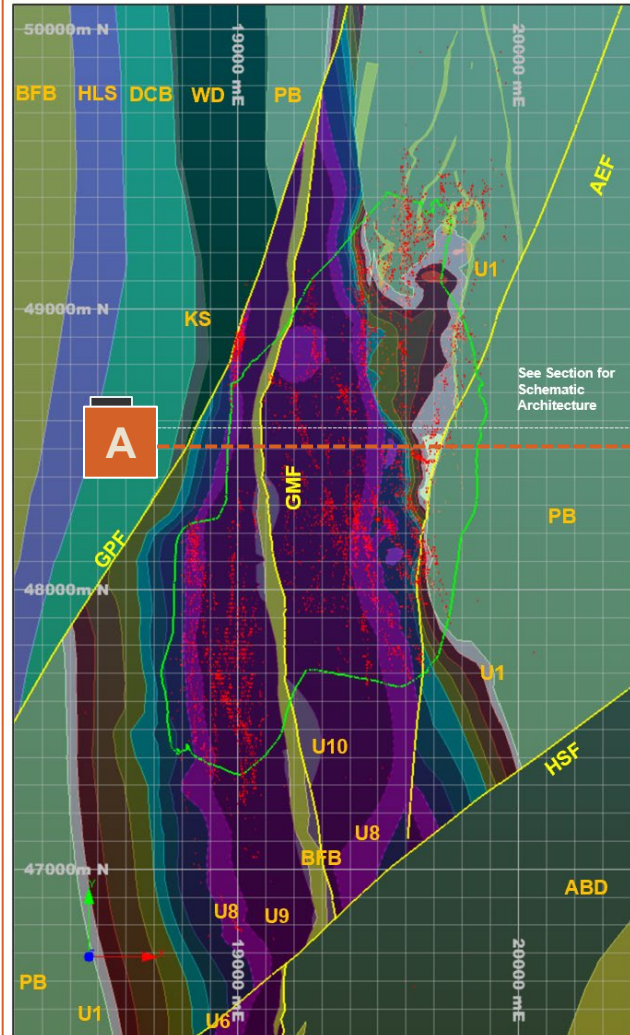 50000m N
19000 mE
20000 mE
BFB
HLS
DCB
WD
PB
AEF
U1
49000m N
KS
See Section for
Schematic
Architecture
A
GMF
PB
GPF
48000m N
U1
U10
HSF
U8
BFB
47000m N
ABD
Y
U8
U9
PB
19000 mE
20000 mE
U1
U6